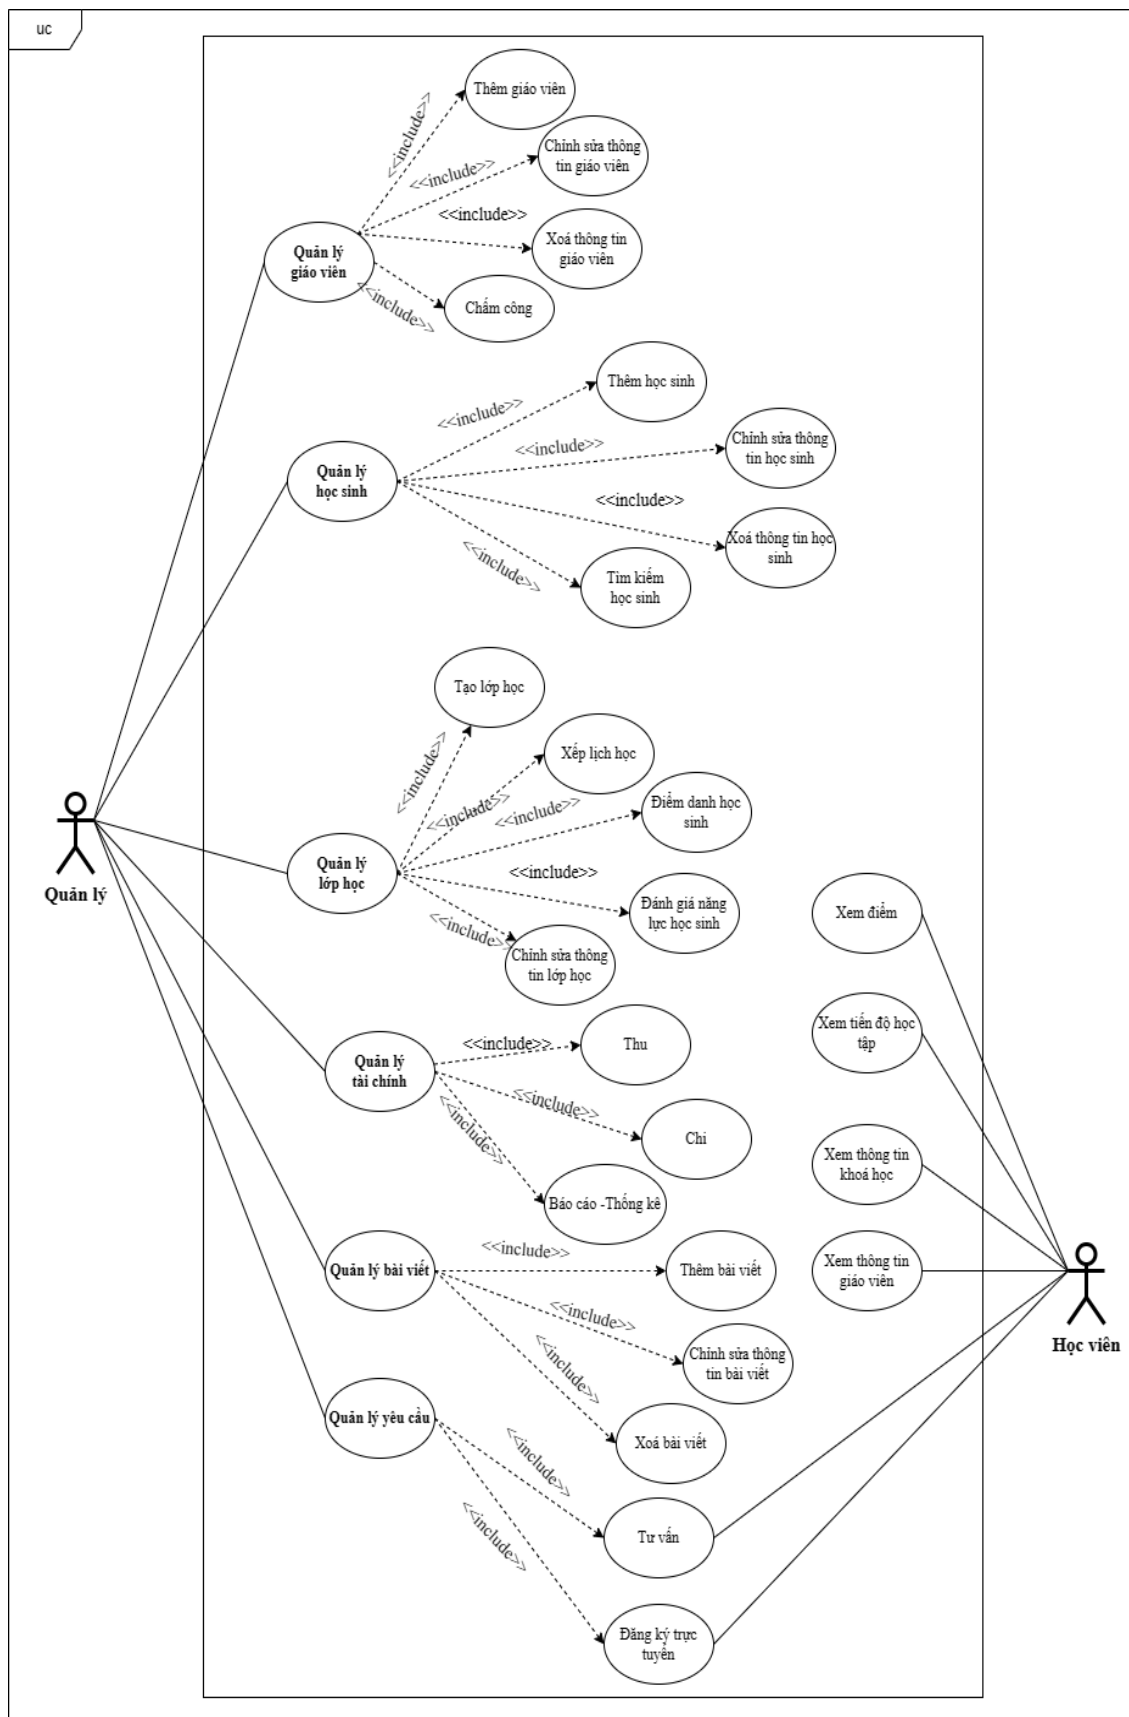 uc
Thêm giáo viên
<<include>>
Chỉnh sửa thông
tin giáo viên
<<include>>
<<include>>
Quản lý
giáo viên
Xoá thông tin
giáo viên
<<include>>
Chấm công
Thêm học sinh
<<include>>
Chỉnh sửa thông
tin học sinh
<<include>>
Quản lý
học sinh
<<include>>
Xoá thông tin học
sinh
<<include>>
Tìm kiếm
học sinh
Tạo lớp học
<<include>>
Xếp lịch học
<<include>>
<<include>>
Điểm danh học
sinh
Quản lý
Quản lý
lớp học
<<include>>
Đánh giá năng
lực học sinh
Xem điểm
<<include>>
Chỉnh sửa thông
tin lớp học
Xem tiến độ học
tập
<<include>>
Thu
Quản lý
tài chính
<<include>>
Chi
<<include>>
Xem thông tin
khoá học
Báo cáo -Thống kê
<<include>>
Quản lý bài viết
Thêm bài viết
Xem thông tin
giáo viên
<<include>>
Học viên
Chỉnh sửa thông
tin bài viết
<<include>>
Quản lý yêu cầu
Xoá bài viết
<<include>>
Tư vấn
<<include>>
Đăng ký trực
tuyến